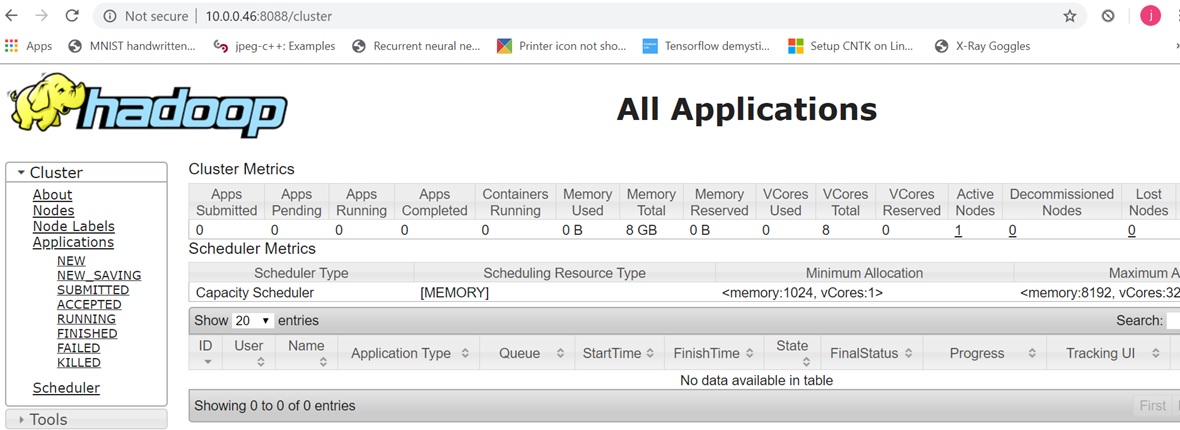 Not secure | 10.0.0.46:8088/cluster j
Apps MNIST handwritten... jpeg-c++: Examples Recurrent neural ne... Printer icon not sho... Tensorflow demysti... Setup CNTK on Lin... X-Ray Goggles
hadoop
All Applications
Cluster
About
Nodes
Node Labels
Applications
NEW
NEW_SAVING
SUBMITTED
ACCEPTED
RUNNING
FINISHED
FAILED
KILLED
Scheduler
Tools
Cluster Metrics
Apps Submitted Apps Pending Apps Running Apps Completed Containers Running Memory Used Memory Total Memory Reserved VCores Used VCores Total VCores Reserved Active Nodes Decommissioned Nodes Lost Nodes
0 0 0 0 0 0 B 8 GB 0 B 0 8 0 1 0 0
Scheduler Metrics
Scheduler Type Scheduling Resource Type Minimum Allocation Maximum A
Capacity Scheduler [MEMORY] <memory:1024, vCores:1> <memory:8192, vCores:32
Show 20 entries Search:
ID User Name Application Type Queue StartTime FinishTime State FinalStatus Progress Tracking UI
No data available in table
Showing 0 to 0 of 0 entries First